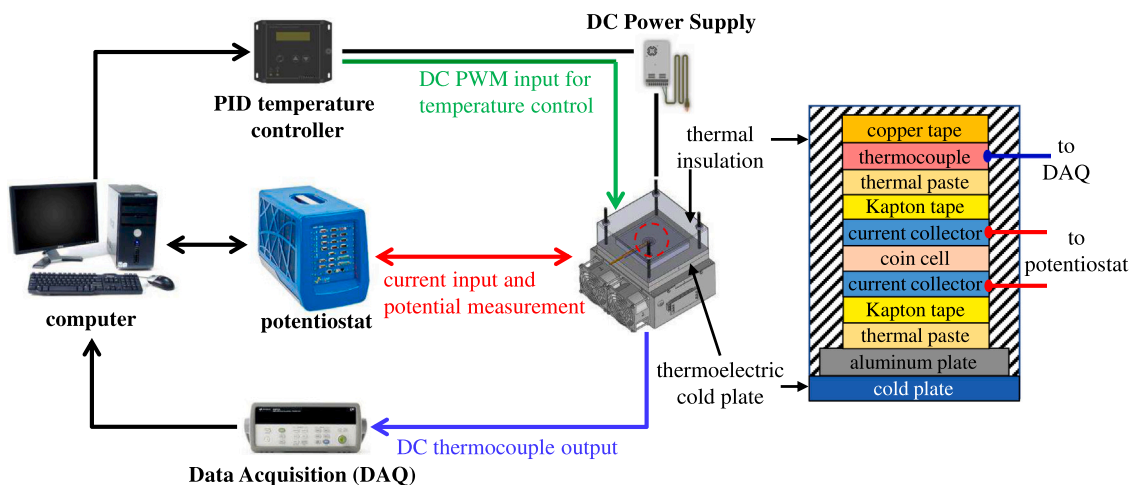 DC Power Supply
PID temperature
controller
DC PWM input for
temperature control
thermal
insulation
copper tape
thermocouple
thermal paste
Kapton tape
current collector
coin cell
current collector
Kapton tape
thermal paste
aluminum plate
cold plate
to
DAQ
to
potentiostat
computer
potentiostat
current input and
potential measurement
thermoelectric
cold plate
DC thermocouple output
Data Acquisition (DAQ)